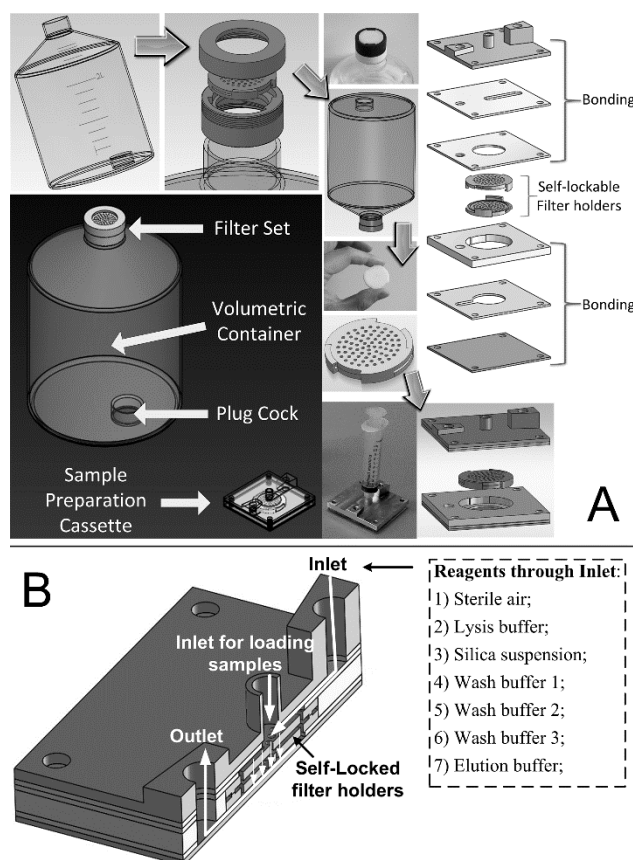 Bonding
Self-lockable
Filter holders
Bonding
Filter Set
Volumetric
Container
Plug Cock
Sample
Preparation
Cassette
A
B
Inlet
Inlet for loading
samples
Outlet
Self-Locked
filter holders
Reagents through Inlet:
1) Sterile air;
2) Lysis buffer;
3) Silica suspension;
4) Wash buffer 1;
5) Wash buffer 2;
6) Wash buffer 3;
7) Elution buffer;